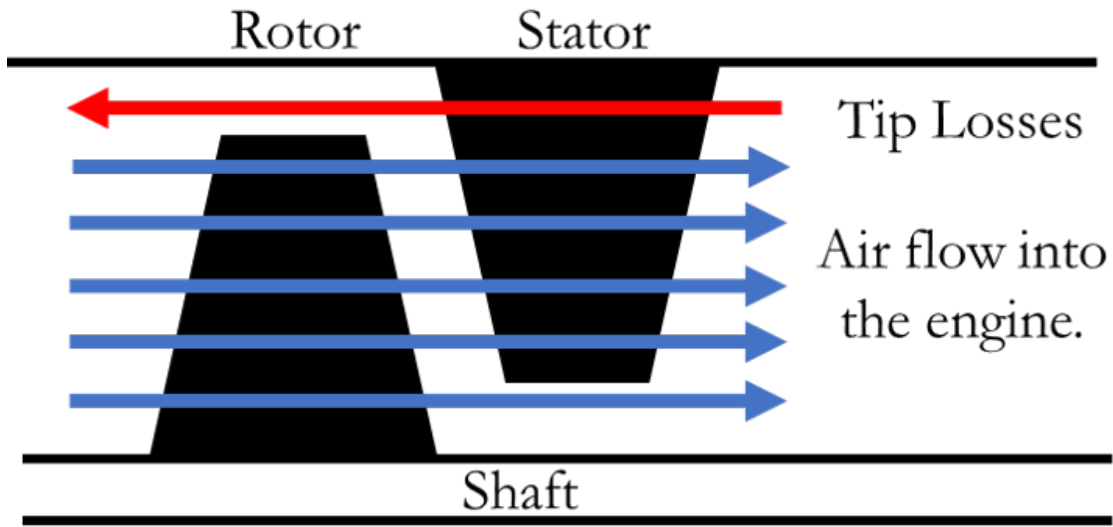 Rotor
Stator
Tip Losses
Air flow into
the engine.
Shaft